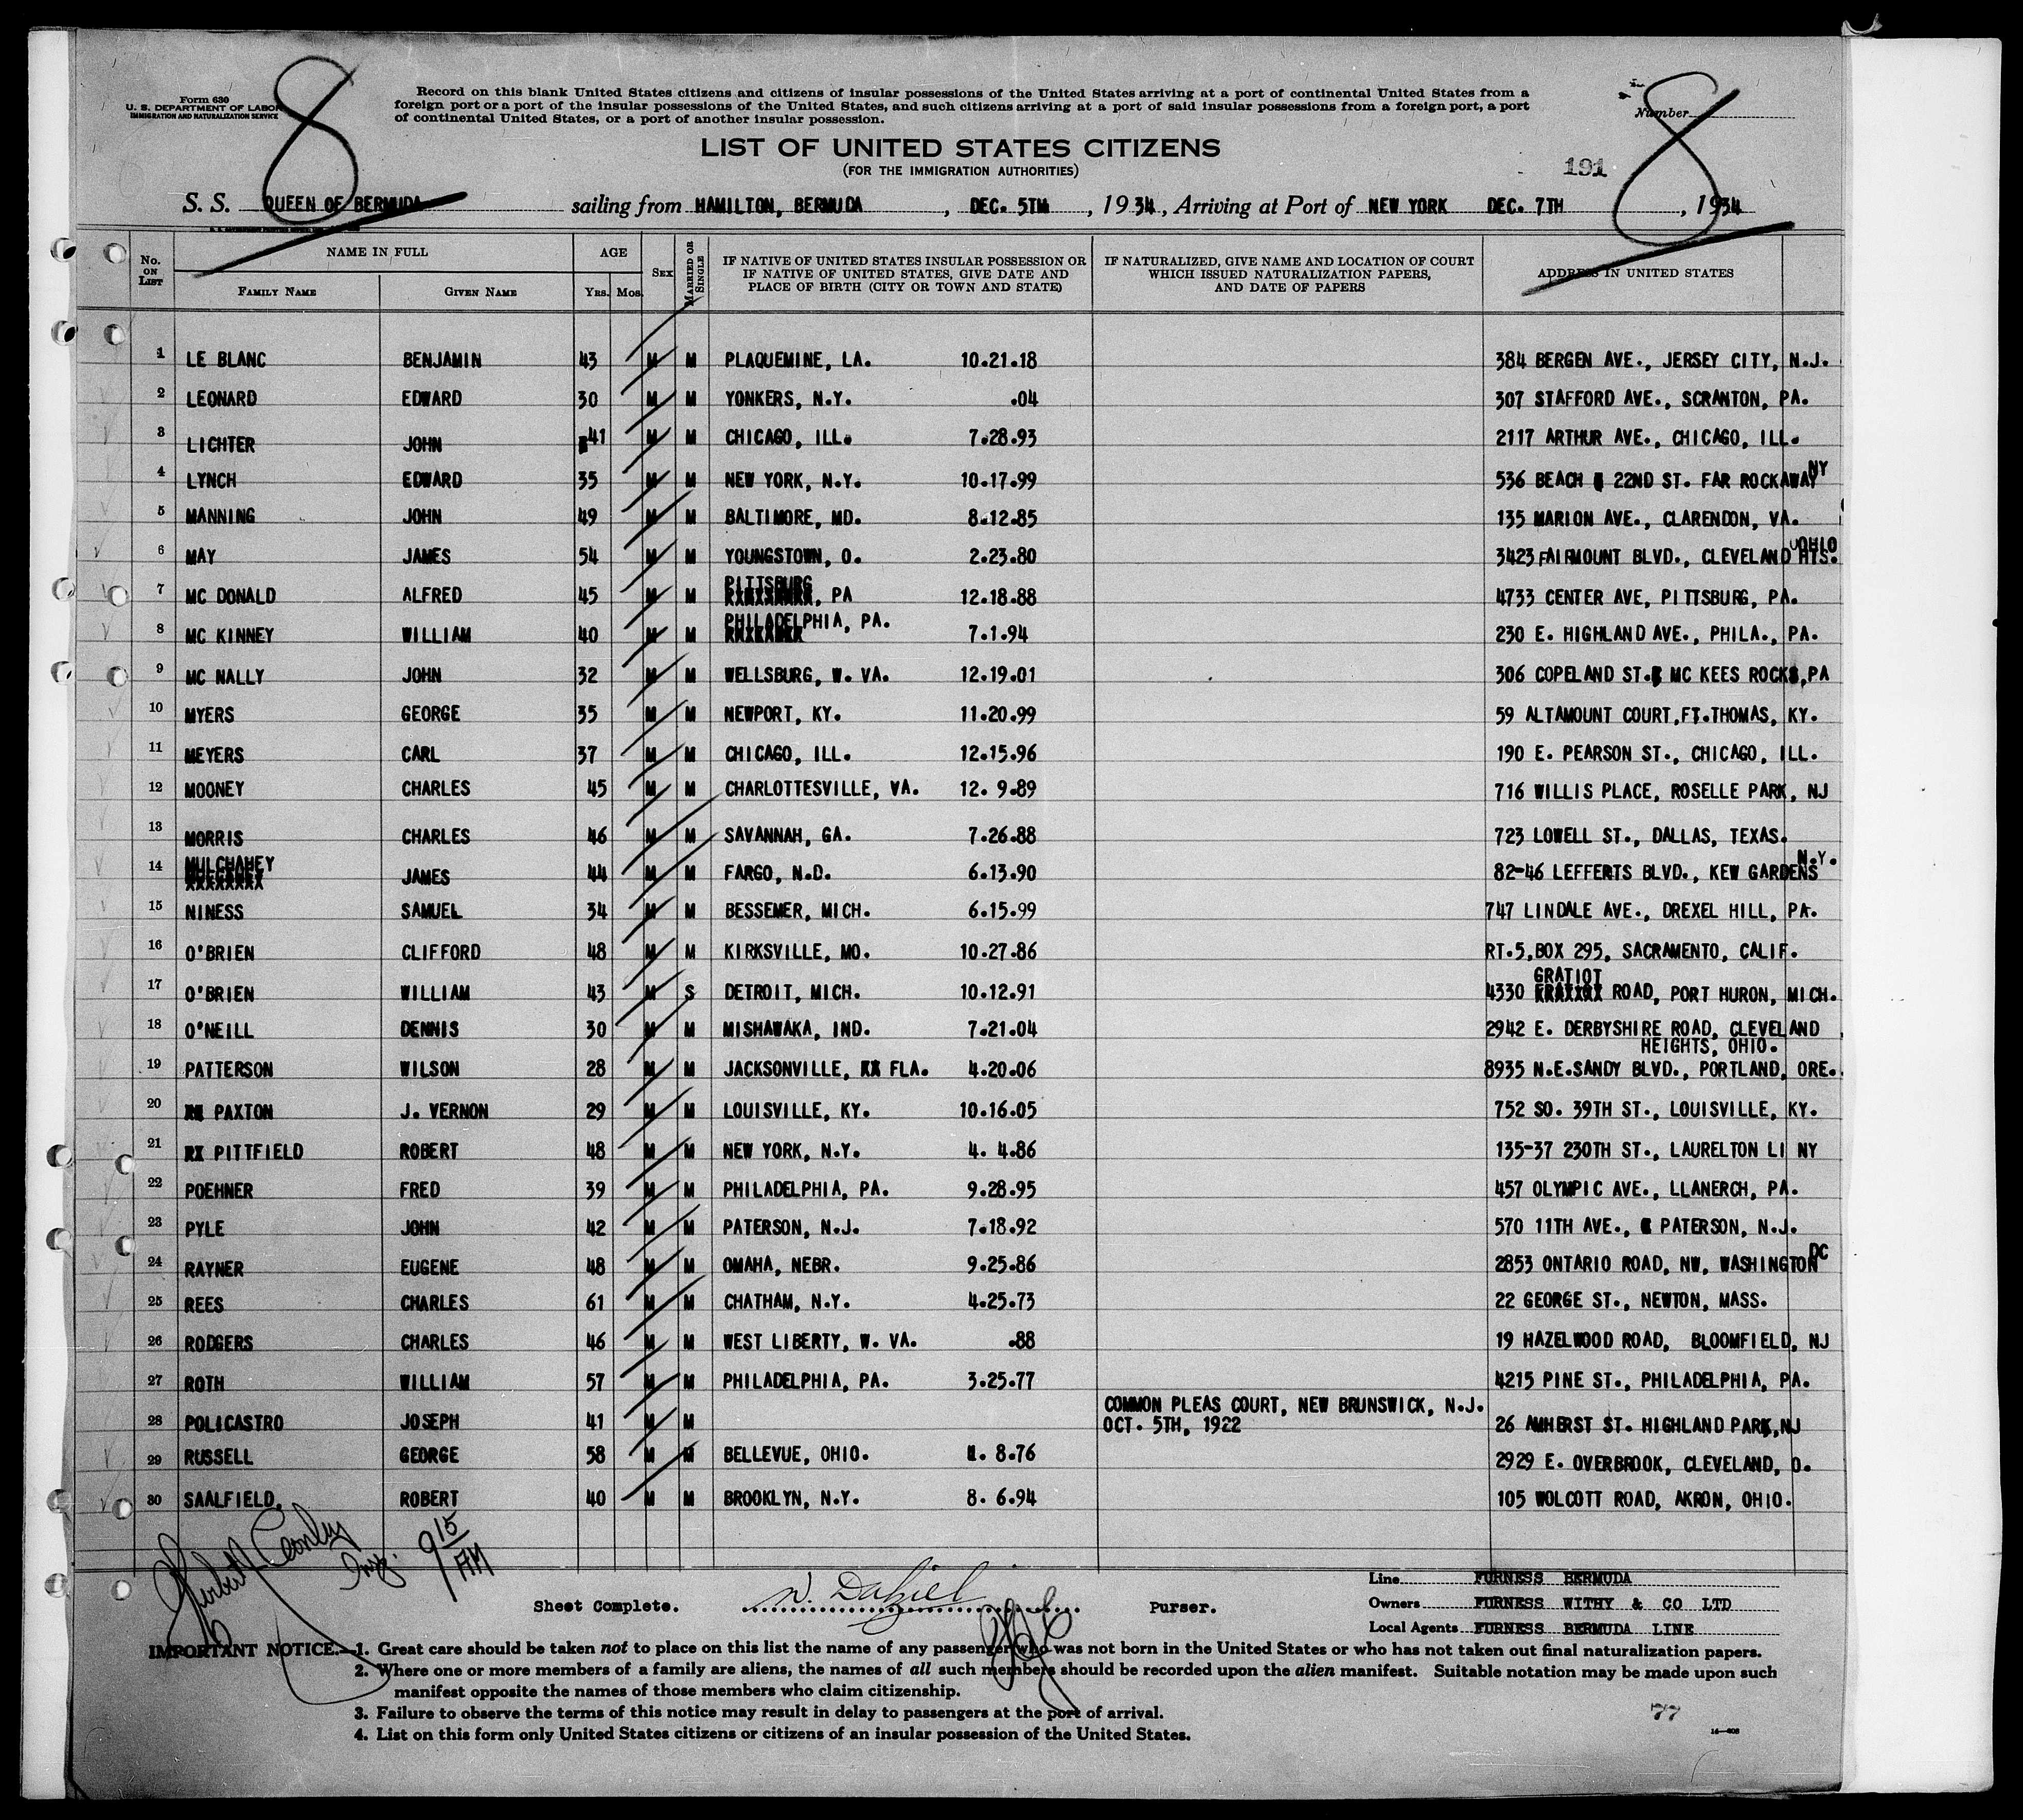 8
Form 630
U. S. DEPARTMENT OF LABOR
IMMIGRATION AND NATURALIZATION SERVICE
Record on this blank United States citizens and citizens of insular possessions of the United States arriving at a port of continental United States from a
foreign port or a port of the insular possessions of the United States, and such citizens arriving at a port of said insular possessions from a foreign port, a port
of continental United States, or a port of another insular possession.
Number
8
LIST OF UNITED STATES CITIZENS
(FOR THE IMMIGRATION AUTHORITIES)
191
S. S. QUEEN OF BERMUDA sailing from HAMILTON, BERMUDA , DEC. 5TH , 1934, Arriving at Port of NEW YORK DEC. 7TH , 1934
No. ON LIST NAME IN FULL AGE SEX MARRIED OR SINGLE IF NATIVE OF UNITED STATES INSULAR POSSESSION OR IF NATIVE OF UNITED STATES, GIVE DATE AND PLACE OF BIRTH (CITY OR TOWN AND STATE) IF NATURALIZED, GIVE NAME AND LOCATION OF COURT WHICH ISSUED NATURALIZATION PAPERS, AND DATE OF PAPERS ADDRESS IN UNITED STATES
FAMILY NAME GIVEN NAME YRS. MOS.
1 LE BLANC BENJAMIN 43 M M PLAQUEMINE, LA. 10.21.18 384 BERGEN AVE., JERSEY CITY, N.J.
2 LEONARD EDWARD 30 M M YONKERS, N.Y. .04 307 STAFFORD AVE., SCRANTON, PA.
3 LICHTER JOHN 41 M M CHICAGO, ILL. 7.28.93 2117 ARTHUR AVE., CHICAGO, ILL.
4 LYNCH EDWARD 35 M M NEW YORK, N.Y. 10.17.99 536 BEACH 22ND ST. FAR ROCKAWAY NY
5 MANNING JOHN 49 M M BALTIMORE, MD. 8.12.85 135 MARION AVE., CLARENDON, VA.
6 MAY JAMES 54 M M YOUNGSTOWN, O. 2.23.80 3423 FAIRMOUNT BLVD., CLEVELAND HTS. OHIO
7 MC DONALD ALFRED 45 M M PITTSBURG, PA 12.18.88 4733 CENTER AVE, PITTSBURG, PA.
8 MC KINNEY WILLIAM 40 M M PHILADELPHIA, PA. 7.1.94 230 E. HIGHLAND AVE., PHILA., PA.
9 MC NALLY JOHN 32 M M WELLSBURG, W. VA. 12.19.01 306 COPELAND ST. MC KEES ROCKS, PA
10 MYERS GEORGE 35 M M NEWPORT, KY. 11.20.99 59 ALTAMOUNT COURT, FT. THOMAS, KY.
11 MEYERS CARL 37 M M CHICAGO, ILL. 12.15.96 190 E. PEARSON ST., CHICAGO, ILL.
12 MOONEY CHARLES 45 M M CHARLOTTESVILLE, VA. 12. 9.89 716 WILLIS PLACE, ROSELLE PARK, NJ
13 MORRIS CHARLES 46 M M SAVANNAH, GA. 7.26.88 723 LOWELL ST., DALLAS, TEXAS.
14 MULCHAHEY JAMES 44 M M FARGO, N.D. 6.13.90 82-46 LEFFERTS BLVD., KEW GARDENS N.Y.
15 NINESS SAMUEL 34 M M BESSEMER, MICH. 6.15.99 747 LINDALE AVE., DREXEL HILL, PA.
16 O'BRIEN CLIFFORD 48 M M KIRKSVILLE, MO. 10.27.86 RT.5, BOX 295, SACRAMENTO, CALIF.
17 O'BRIEN WILLIAM 43 M S DETROIT, MICH. 10.12.91 4330 GRATIOT ROAD, PORT HURON, MICH.
18 O'NEILL DENNIS 30 M M MISHAWAKA, IND. 7.21.04 2942 E. DERBYSHIRE ROAD, CLEVELAND
HEIGHTS, OHIO.
19 PATTERSON WILSON 28 M M JACKSONVILLE, XX FLA. 4.20.06 8935 N.E. SANDY BLVD., PORTLAND, ORE.
20 PAXTON J. VERNON 29 M M LOUISVILLE, KY. 10.16.05 752 SO. 39TH ST., LOUISVILLE, KY.
21 PITTFIELD ROBERT 48 M M NEW YORK, N.Y. 4. 4.86 135-37 230TH ST., LAURELTON LI NY
22 POEHNER FRED 39 M M PHILADELPHIA, PA. 9.28.95 457 OLYMPIC AVE., LLANERCH, PA.
23 PYLE JOHN 42 M M PATERSON, N.J. 7.18.92 570 11TH AVE., PATERSON, N.J.
24 RAYNER EUGENE 48 M M OMAHA, NEBR. 9.25.86 2853 ONTARIO ROAD, NW, WASHINGTON DC
25 REES CHARLES 61 M M CHATHAM, N.Y. 4.25.73 22 GEORGE ST., NEWTON, MASS.
26 RODGERS CHARLES 46 M M WEST LIBERTY, W. VA. .88 19 HAZELWOOD ROAD, BLOOMFIELD, NJ
27 ROTH WILLIAM 57 M M PHILADELPHIA, PA. 3.25.77 4215 PINE ST., PHILADELPHIA, PA.
COMMON PLEAS COURT, NEW BRUNSWICK, N.J.
28 POLICASTRO JOSEPH 41 M M OCT. 5TH, 1922 26 AMHERST ST. HIGHLAND PARK, NJ
29 RUSSELL GEORGE 58 M M BELLEVUE, OHIO. 1. 8.76 2929 E. OVERBROOK, CLEVELAND, O.
30 SAALFIELD, ROBERT 40 M M BROOKLYN, N.Y. 8. 6.94 105 WOLCOTT ROAD, AKRON, OHIO.
Insp. 9 15 AM
Sheet Complete. Purser.
Line FURNESS BERMUDA
Owners FURNESS WITHY & CO LTD
Local Agents FURNESS BERMUDA LINE
IMPORTANT NOTICE.—1. Great care should be taken not to place on this list the name of any passenger who was not born in the United States or who has not taken out final naturalization papers.
2. Where one or more members of a family are aliens, the names of all such members should be recorded upon the alien manifest. Suitable notation may be made upon such
manifest opposite the names of those members who claim citizenship.
3. Failure to observe the terms of this notice may result in delay to passengers at the port of arrival.
4. List on this form only United States citizens or citizens of an insular possession of the United States.
77